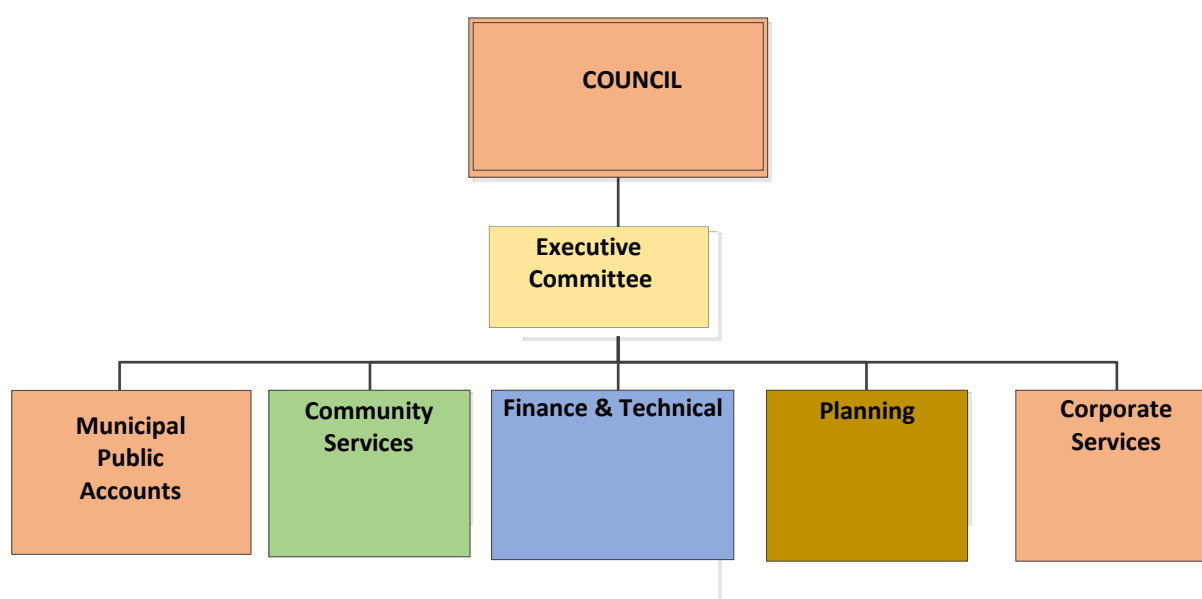 COUNCIL
Executive
Committee
Municipal
Public
Accounts
Community
Services
Finance & Technical
Planning
Corporate
Services